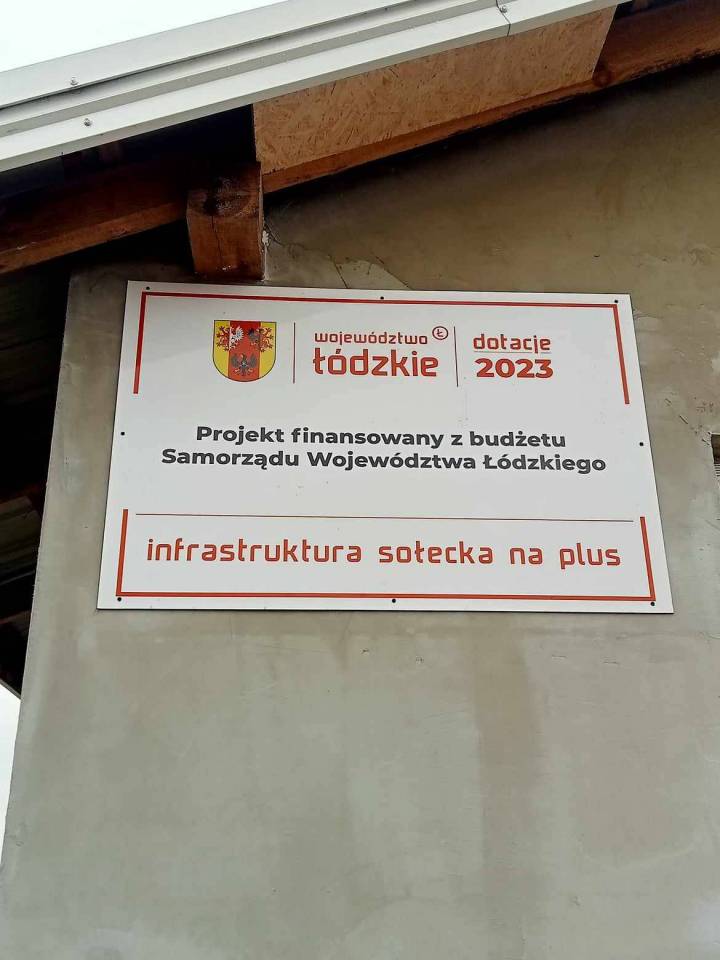 województwo Ł
łódzkie
dotacje
2023
Projekt finansowany z budżetu
Samorządu Województwa Łódzkiego
infrastruktura sołecka na plus